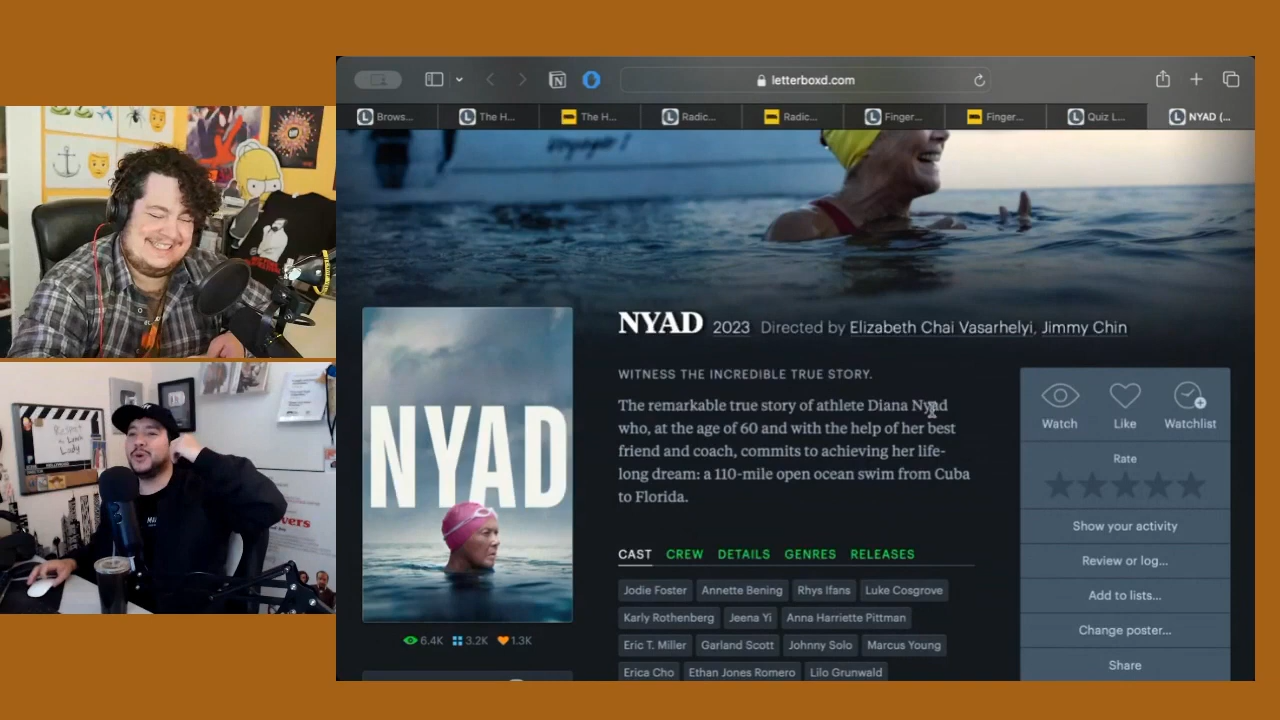 letterboxd.com
Brows...
The H...
The H...
Radic...
Radic...
Finger...
Finger...
Quiz L...
NYAD (...
NYAD 2023 Directed by Elizabeth Chai Vasarhelyi, Jimmy Chin
WITNESS THE INCREDIBLE TRUE STORY.
The remarkable true story of athlete Diana Nyad
who, at the age of 60 and with the help of her best
friend and coach, commits to achieving her life-
long dream: a 110-mile open ocean swim from Cuba
to Florida.
CAST CREW DETAILS GENRES RELEASES
Jodie Foster Annette Bening Rhys Ifans Luke Cosgrove
Karly Rothenberg Jeena Yi Anna Harriette Pittman
Eric T. Miller Garland Scott Johnny Solo Marcus Young
Erica Cho Ethan Jones Romero Lilo Grunwald
NYAD
6.4K 3.2K 1.3K
Watch Like Watchlist
Rate
Show your activity
Review or log...
Add to lists...
Change poster...
Share